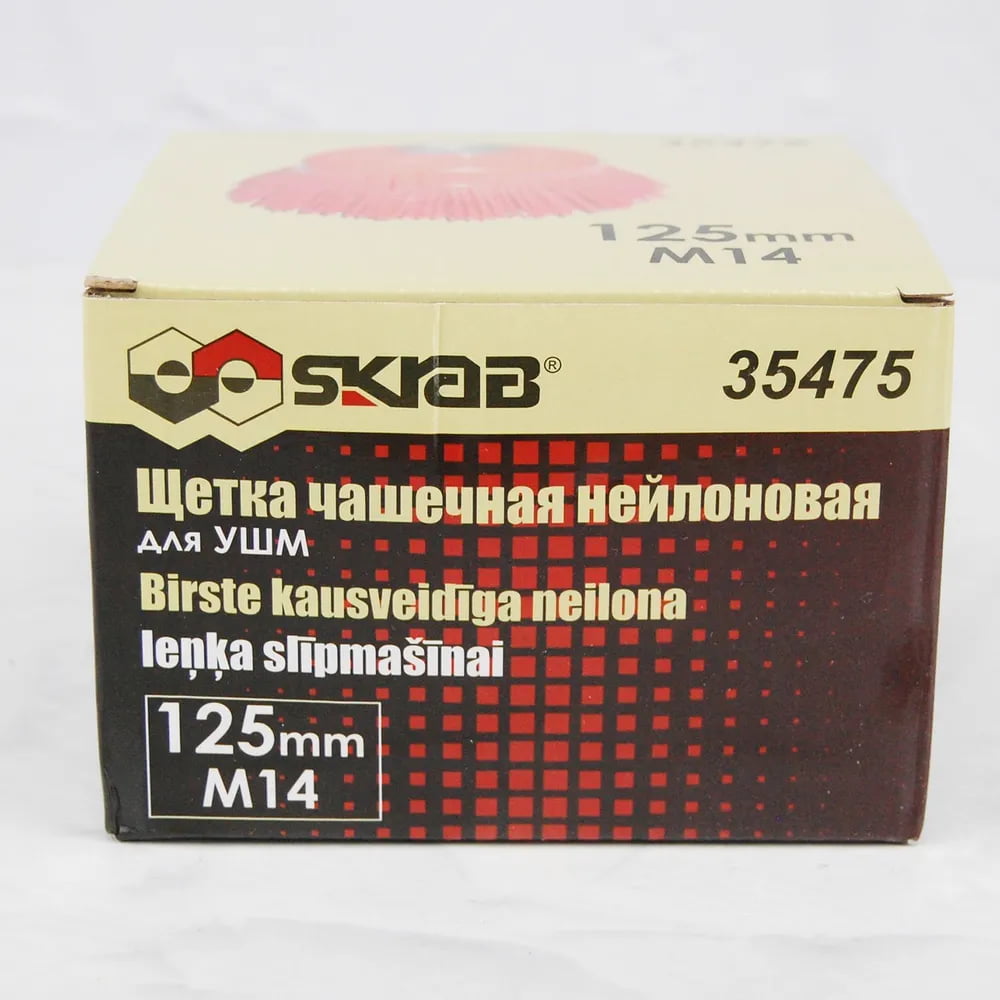 125mm
M14
SKRAB®
35475
Щетка чашечная нейлоновая
для УШМ
Birste kausveidīga neilona
leņķa slīpmašīnai
125mm
M14